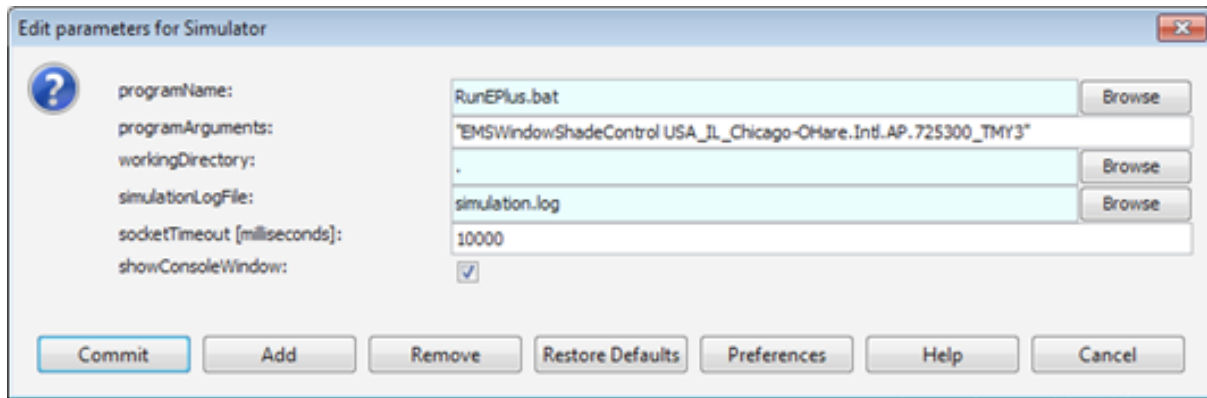 Edit parameters for Simulator
programName: RunEPlus.bat Browse
programArguments: "EMSWindowShadeControl USA_IL_Chicago-OHare.Intl.AP.725300_TMY3"
workingDirectory: . Browse
simulationLogFile: simulation.log Browse
socketTimeout [milliseconds]: 10000
showConsoleWindow:
Commit Add Remove Restore Defaults Preferences Help Cancel